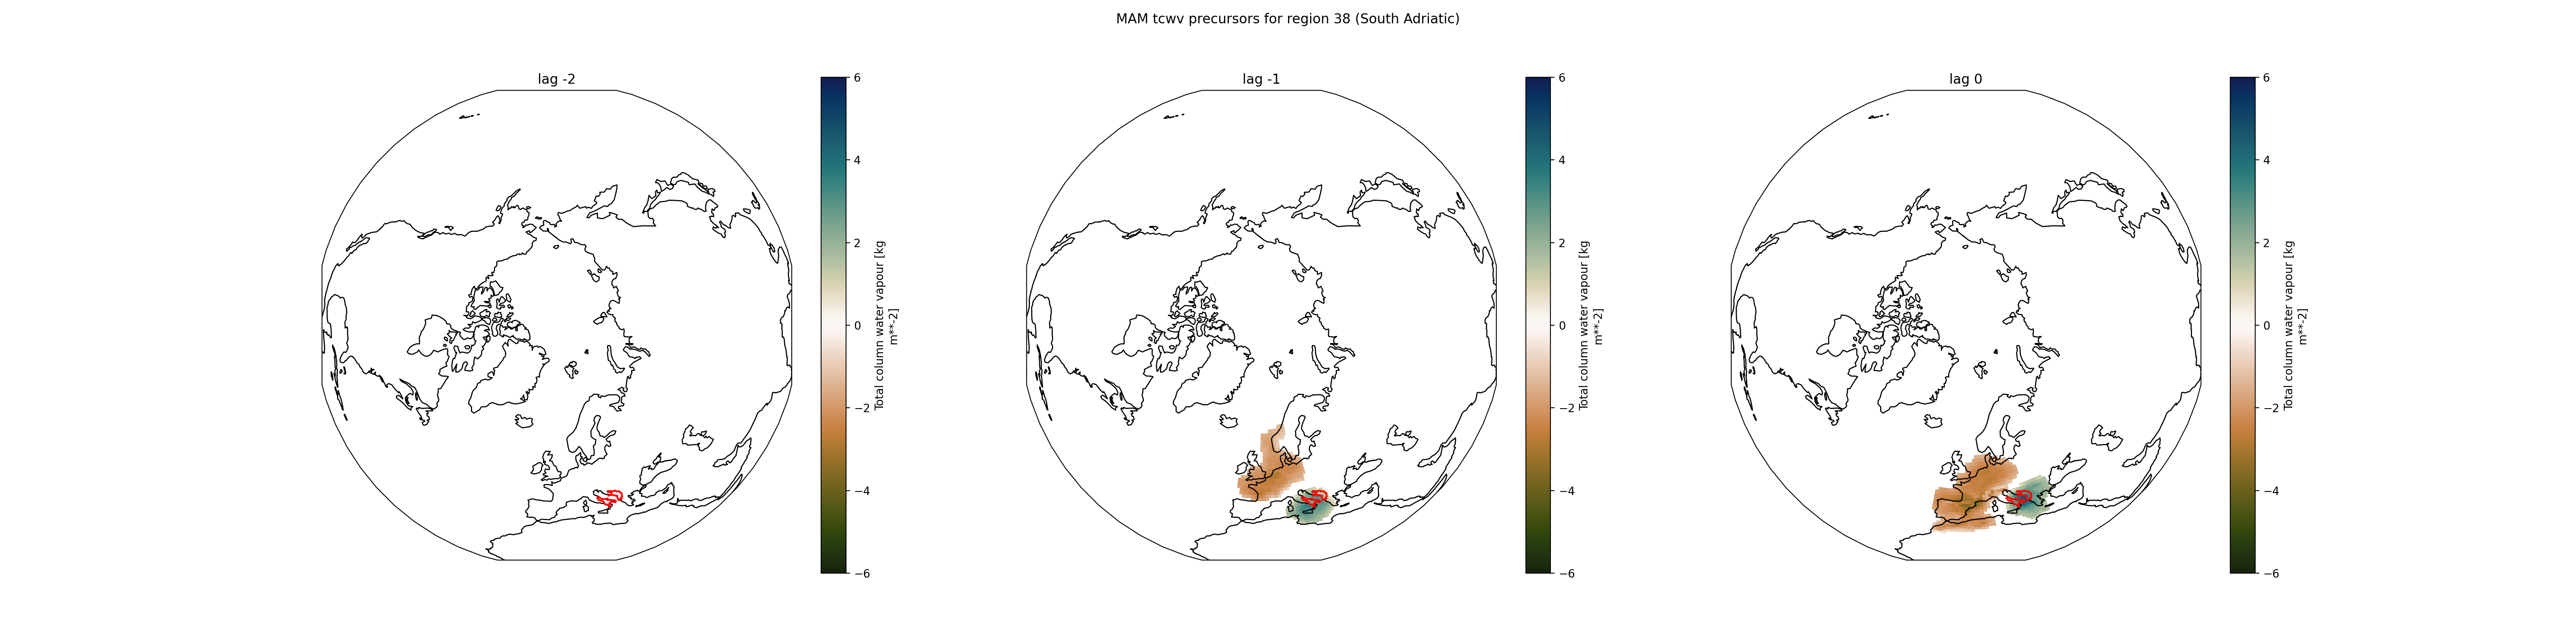 MAM tcwv precursors for region 38 (South Adriatic)
lag -2
6
4
2
0
−2
−4
−6
Total column water vapour [kg
m**-2]
lag -1
6
4
2
0
−2
−4
−6
Total column water vapour [kg
m**-2]
lag 0
6
4
2
0
−2
−4
−6
Total column water vapour [kg
m**-2]